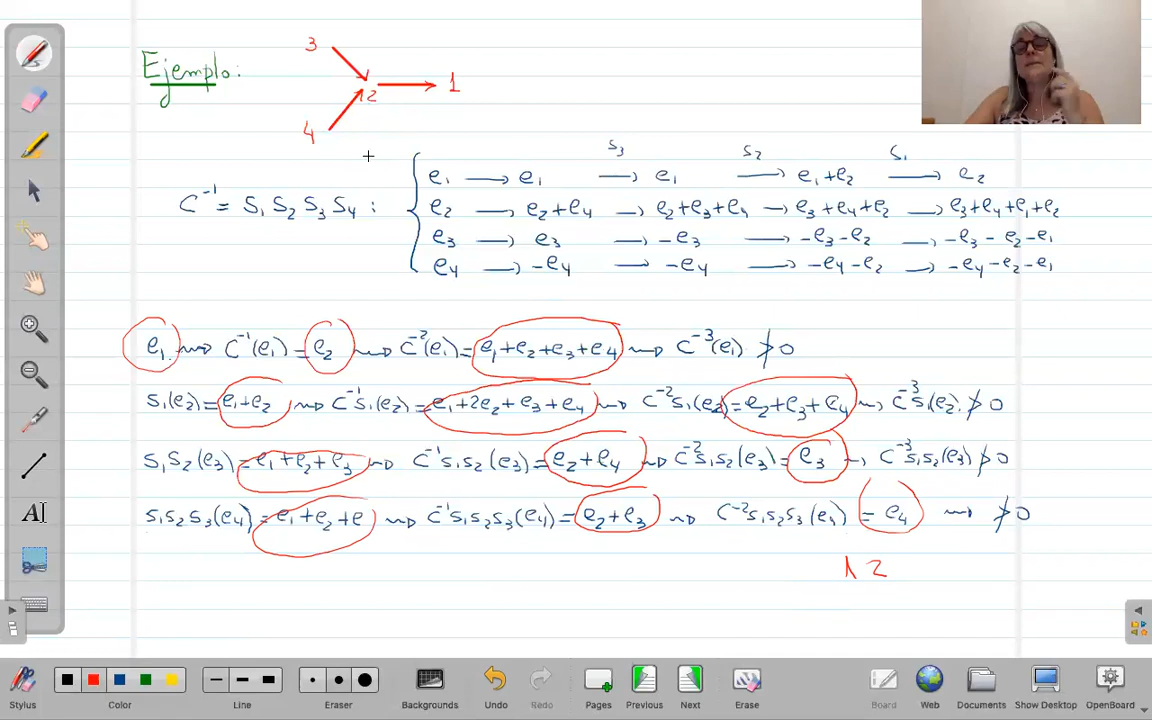 Ejemplo:
3
2 1
4
s₃ s₂ s₁
e₁ → e₁ → e₁ → e₁+e₂ → e₂
C⁻¹ = S₁ S₂ S₃ S₄ : { e₂ → e₂+e₄ → e₂+e₃+e₄ → e₃+e₄+e₂ → e₃+e₄+e₁+e₂
e₃ → e₃ → -e₃ → -e₃-e₂ → -e₃-e₂-e₁
e₄ → -e₄ → -e₄ → -e₄-e₂ → -e₄-e₂-e₁
e₁ ⇝ C⁻¹(e₁) = e₂ ⇝ C⁻²(e₁) = e₁+e₂+e₃+e₄ ⇝ C⁻³(e₁) ≯ 0
S₁(e₂) = e₁+e₂ ⇝ C⁻¹s₁(e₂) = e₁+2e₂+e₃+e₄ ⇝ C⁻²s₁(e₂) = e₂+e₃+e₄ ⇝ C⁻³s₁(e₂) ≯ 0
S₁S₂(e₃) = e₁+e₂+e₃ ⇝ C⁻¹s₁s₂(e₃) = e₂+e₄ ⇝ C⁻²s₁s₂(e₃) = e₃ ⇝ C⁻³s₁s₂(e₃) ≯ 0
S₁S₂S₃(e₄) = e₁+e₂+e ⇝ C⁻¹s₁s₂s₃(e₄) = e₂+e₃ ⇝ C⁻²s₁s₂s₃(e₄) = e₄ ⇝ ≯ 0
12
Stylus Color Line Eraser Backgrounds Undo Redo Pages Previous Next Erase Board Web Documents Show Desktop OpenBoard